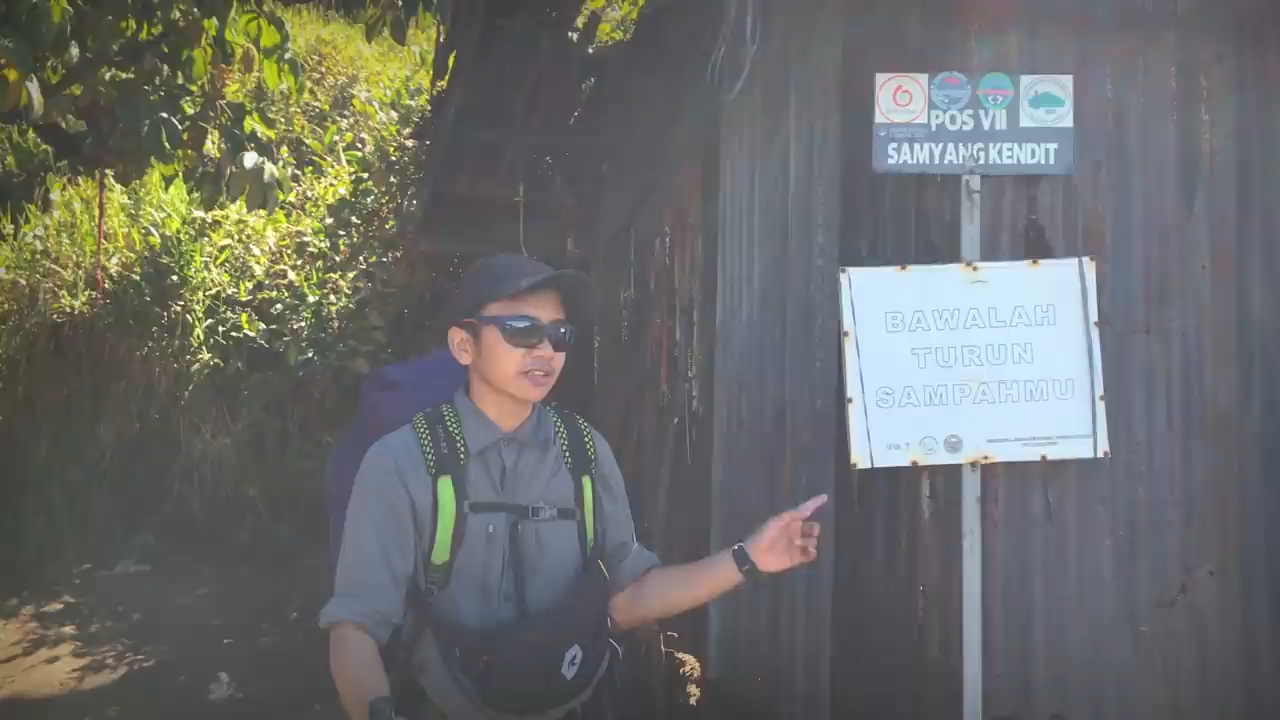 POS VII
SAMYANG KENDIT
BAWALAH
TURUN
SAMPAHMU